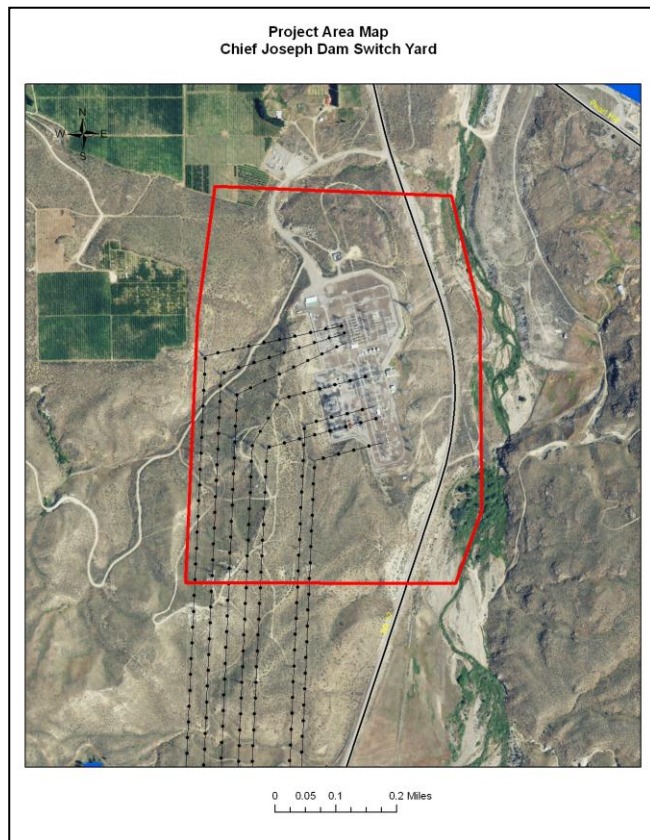 Project Area Map
Chief Joseph Dam Switch Yard
N
W E
S
0 0.05 0.1 0.2 Miles